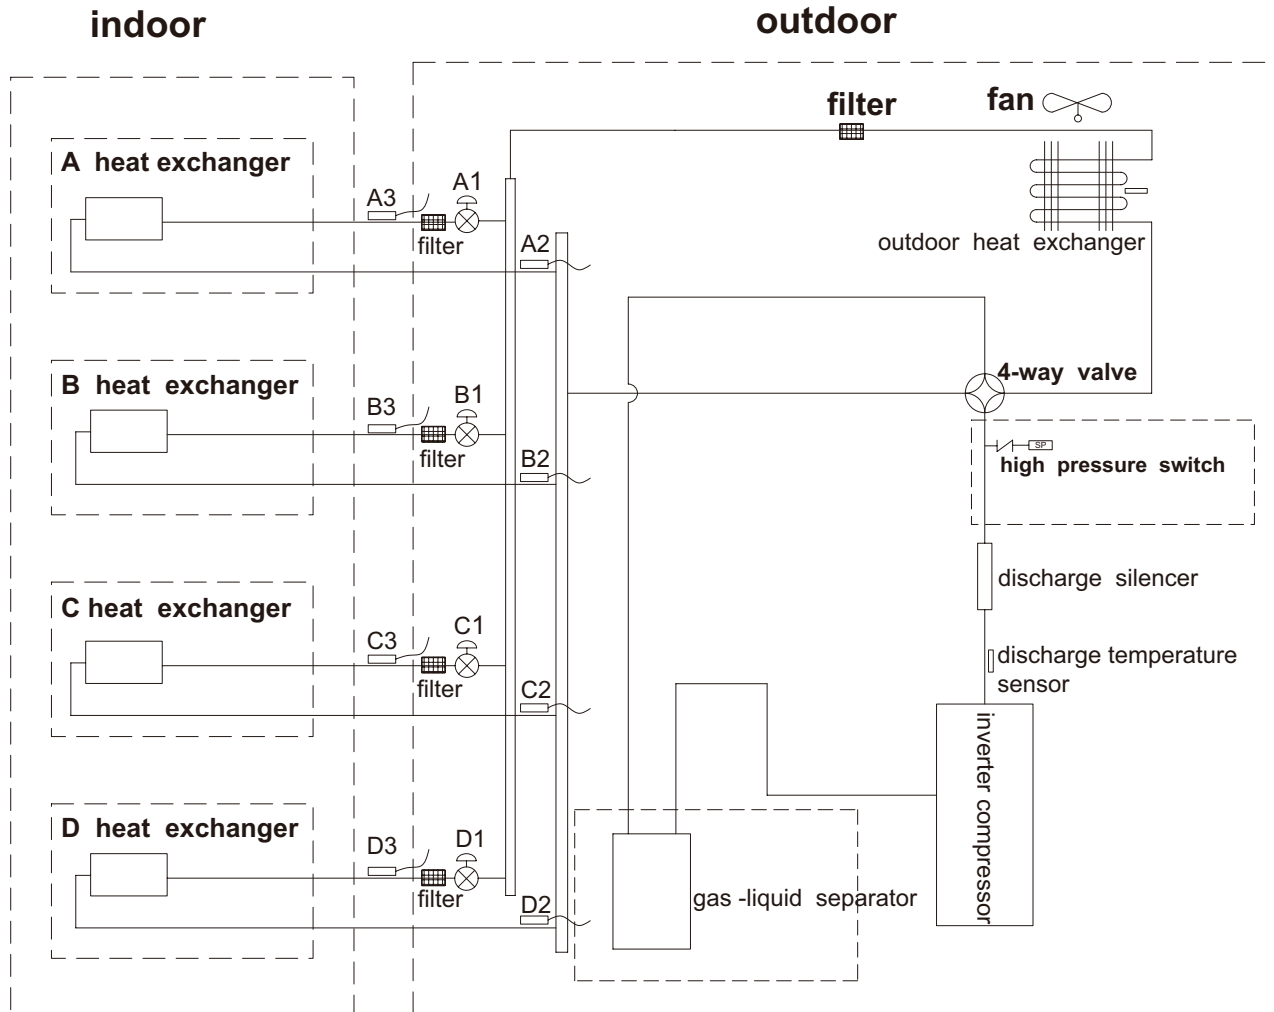 indoor
outdoor
filter
fan
A heat exchanger
A3
A1
filter
A2
outdoor heat exchanger
4-way valve
B heat exchanger
B3
B1
filter
B2
SP
high pressure switch
discharge silencer
C heat exchanger
C3
C1
filter
C2
discharge temperature
sensor
inverter compressor
D heat exchanger
D3
D1
filter
D2
gas -liquid separator